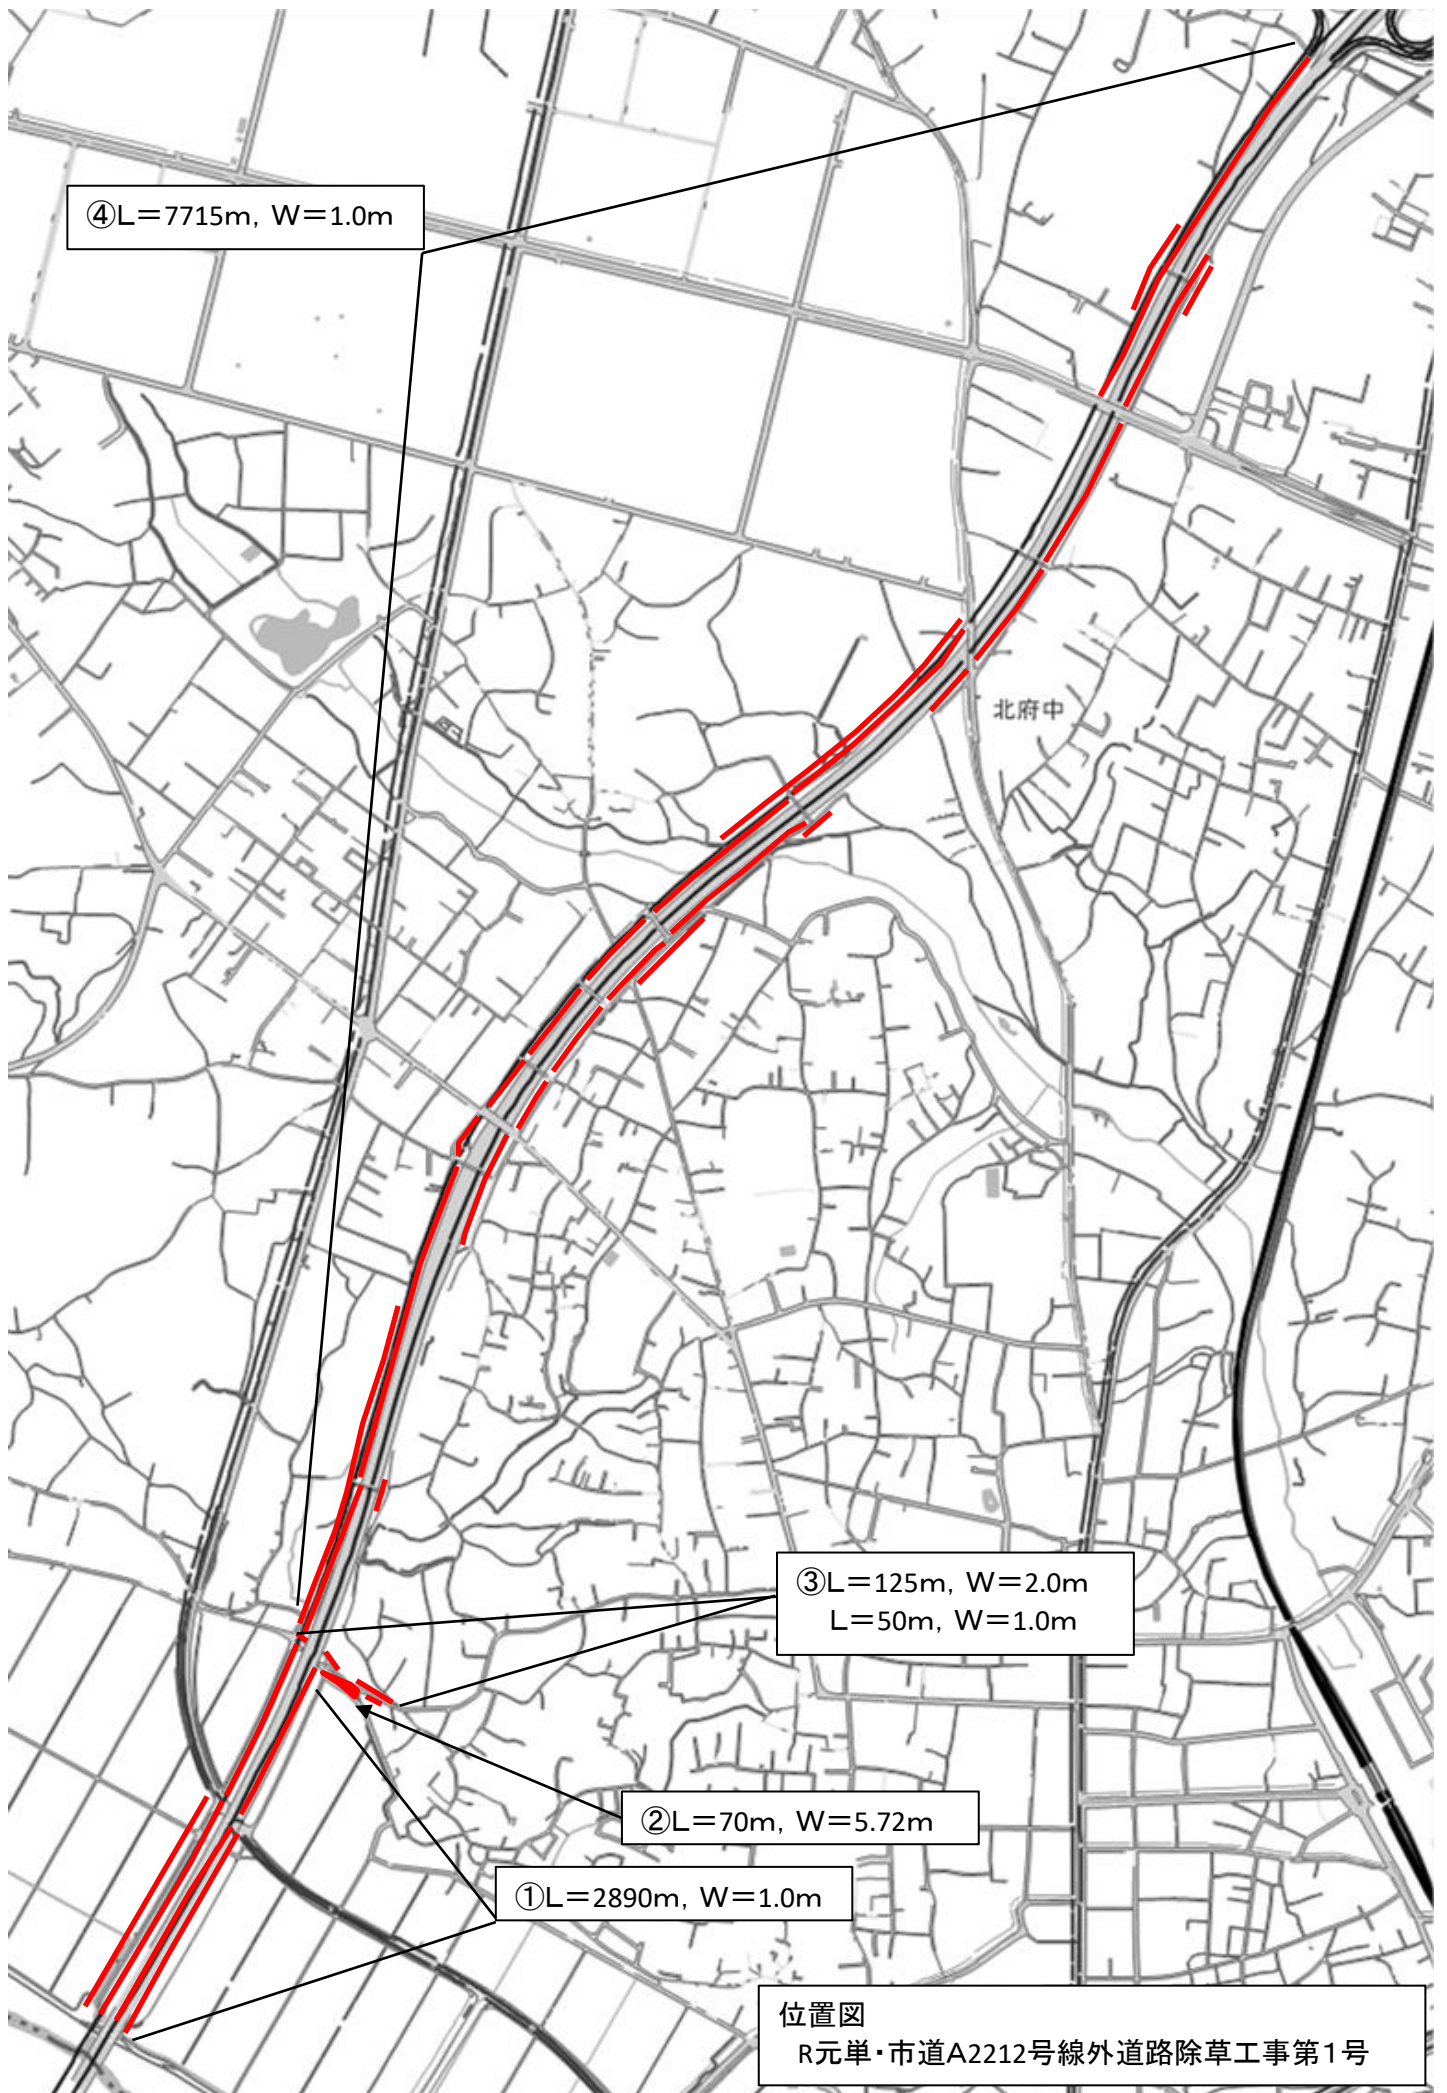 ④L=7715m, W=1.0m
北府中
③L=125m, W=2.0m
L=50m, W=1.0m
②L=70m, W=5.72m
①L=2890m, W=1.0m
位置図
R元単・市道A2212号線外道路除草工事第1号